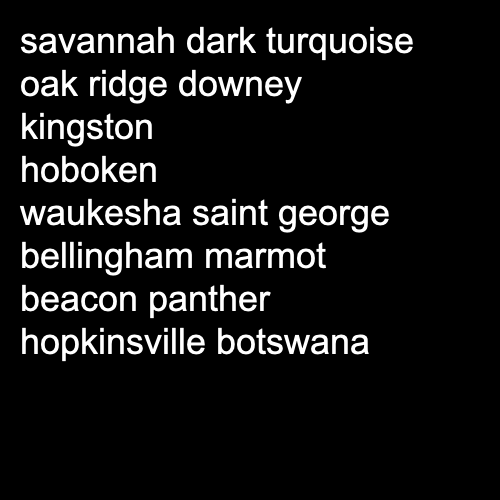 savannah dark turquoise
oak ridge downey
kingston
hoboken
waukesha saint george
bellingham marmot
beacon panther
hopkinsville botswana